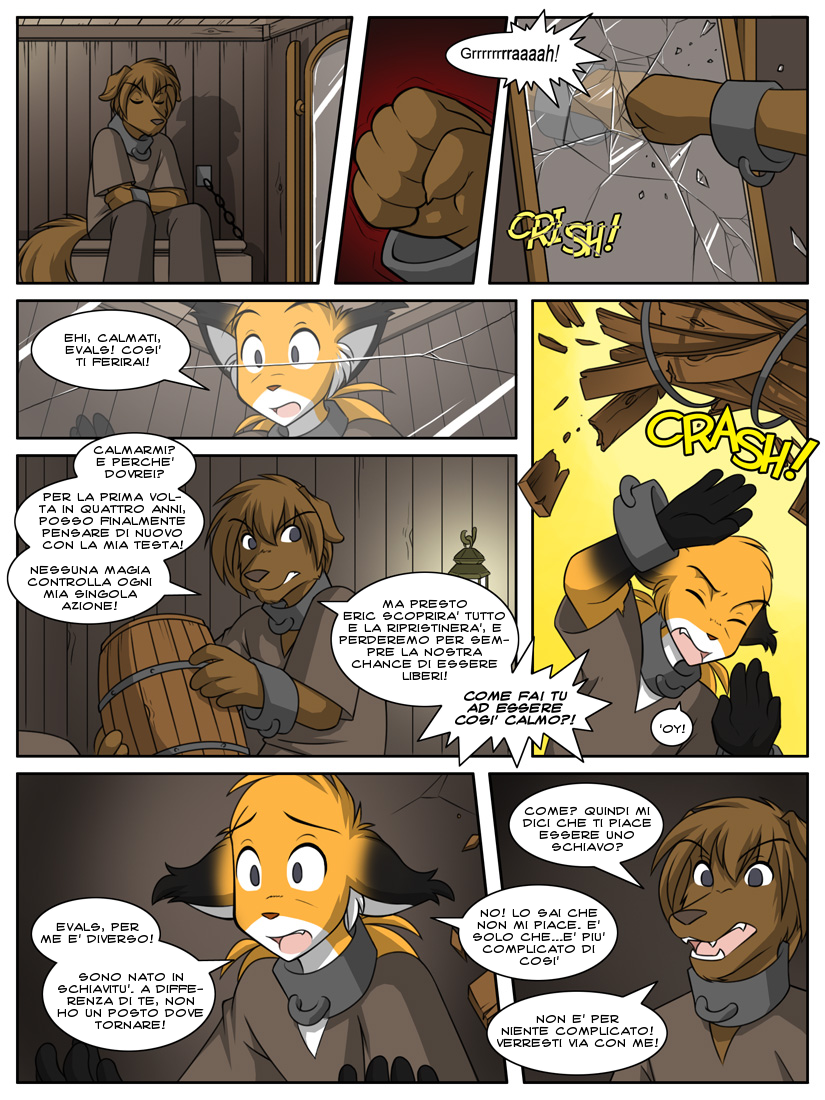 Grrrrrrrraaaah!
CRISH!
EHI, CALMATI,
EVALS! COSI'
TI FERIRAI!
CALMARMI?
E PERCHE'
DOVREI?
PER LA PRIMA VOL-
TA IN QUATTRO ANNI,
POSSO FINALMENTE
PENSARE DI NUOVO
CON LA MIA TESTA!
NESSUNA MAGIA
CONTROLLA OGNI
MIA SINGOLA
AZIONE!
MA PRESTO
ERIC SCOPRIRA' TUTTO
E LA RIPRISTINERA', E
PERDEREMO PER SEM-
PRE LA NOSTRA
CHANCE DI ESSERE
LIBERI!
COME FAI TU
AD ESSERE
COSI' CALMO?!
CRASH!
'OY!
EVALS, PER
ME E' DIVERSO!
SONO NATO IN
SCHIAVITU'. A DIFFE-
RENZA DI TE, NON
HO UN POSTO DOVE
TORNARE!
COME? QUINDI MI
DICI CHE TI PIACE
ESSERE UNO
SCHIAVO?
NO! LO SAI CHE
NON MI PIACE. E'
SOLO CHE...E' PIU'
COMPLICATO DI
COSI'
NON E' PER
NIENTE COMPLICATO!
VERRESTI VIA CON ME!